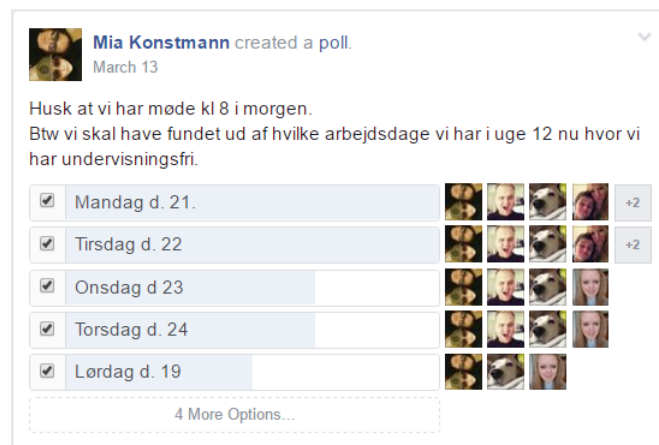 Mia Konstmann created a poll.
March 13
Husk at vi har møde kl 8 i morgen.
Btw vi skal have fundet ud af hvilke arbejdsdage vi har i uge 12 nu hvor vi
har undervisningsfri.
Mandag d. 21.
+2
Tirsdag d. 22
+2
Onsdag d 23
Torsdag d. 24
Lørdag d. 19
4 More Options...